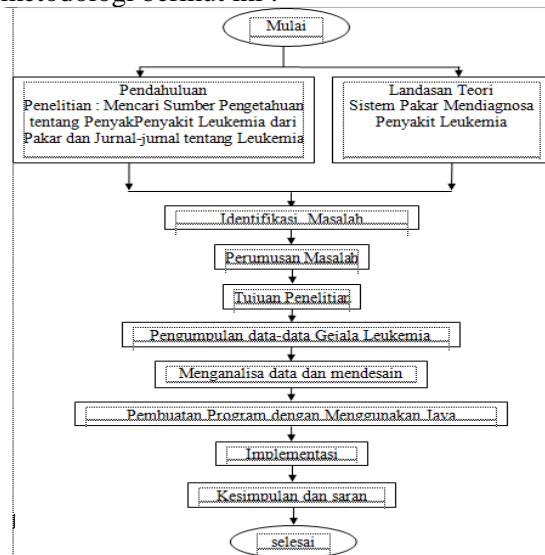 metodologi berikut ini :
Mulai
Pendahuluan
Penelitian : Mencari Sumber Pengetahuan
tentang PenyakPenyakit Leukemia dari
Pakar dan Jurnal-jurnal tentang Leukemia
Landasan Teori
Sistem Pakar Mendiagnosa
Penyakit Leukemia
Identifikasi Masalah
Perumusan Masalah
Tujuan Penelitian
Pengumpulan data-data Gejala Leukemia
Menganalisa data dan mendesain
Pembuatan Program dengan Menggunakan Java
Implementasi
Kesimpulan dan saran
selesai